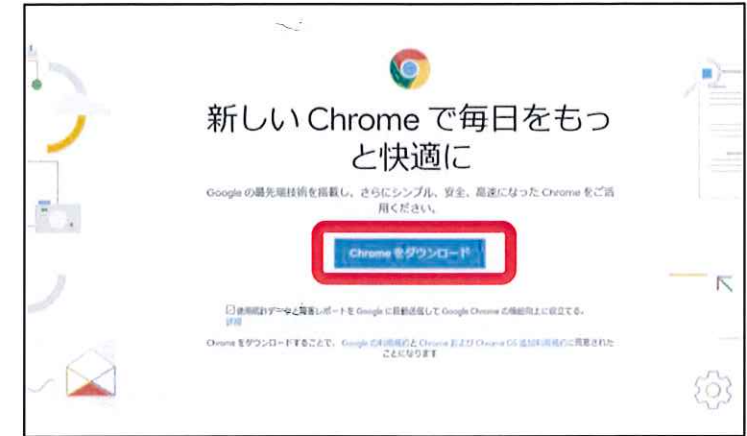 新しい Chrome で毎日をもっ
と快適に
Google の最先端技術を搭載し、さらにシンプル、安全、高速になった Chrome をご活
用ください。
Chrome をダウンロード
使用統計データと障害レポートを Google に自動送信して Google Chrome の機能向上に役立てる。
詳細
Chrome をダウンロードすることで、Google の利用規約と Chrome および Chrome OS 追加利用規約に同意された
ことになります